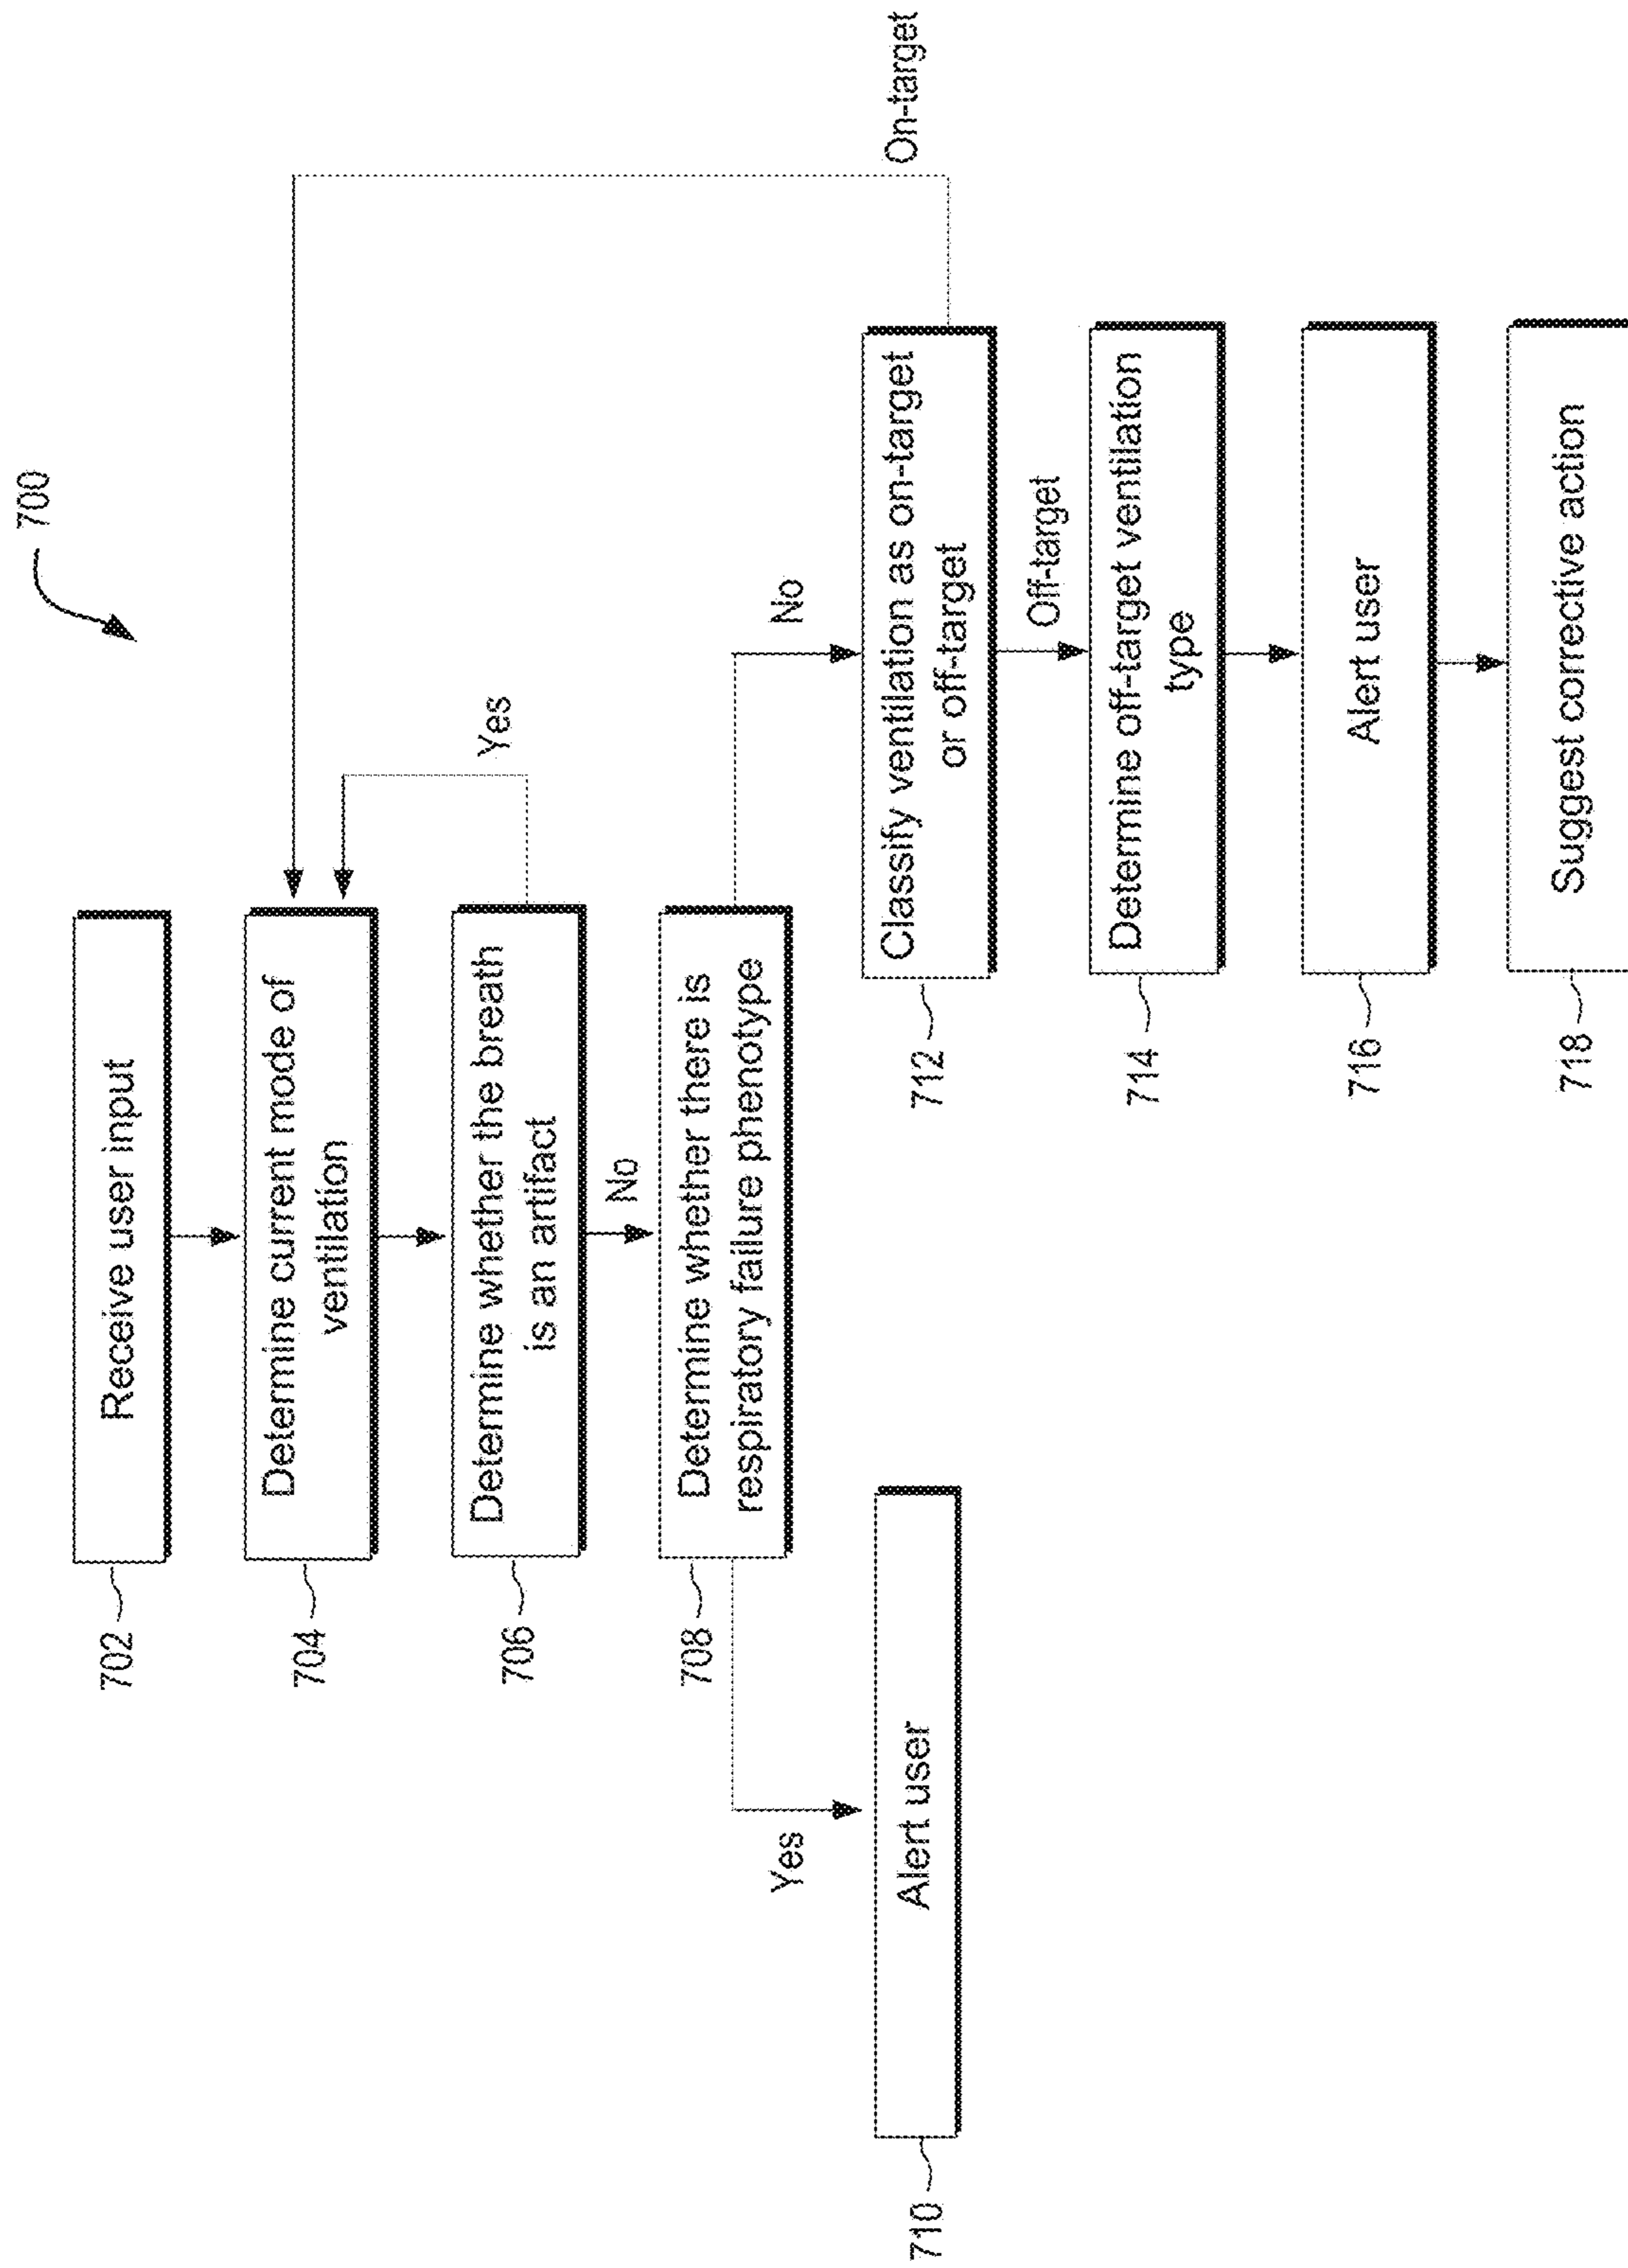 700
702
Receive user input
704
Determine current mode of
ventilation
706
Determine whether the breath
is an artifact
Yes
No
708
Determine whether there is
respiratory failure phenotype
Yes
No
710
Alert user
712
Classify ventilation as on-target
or off-target
On-target
Off-target
714
Determine off-target ventilation
type
716
Alert user
718
Suggest corrective action